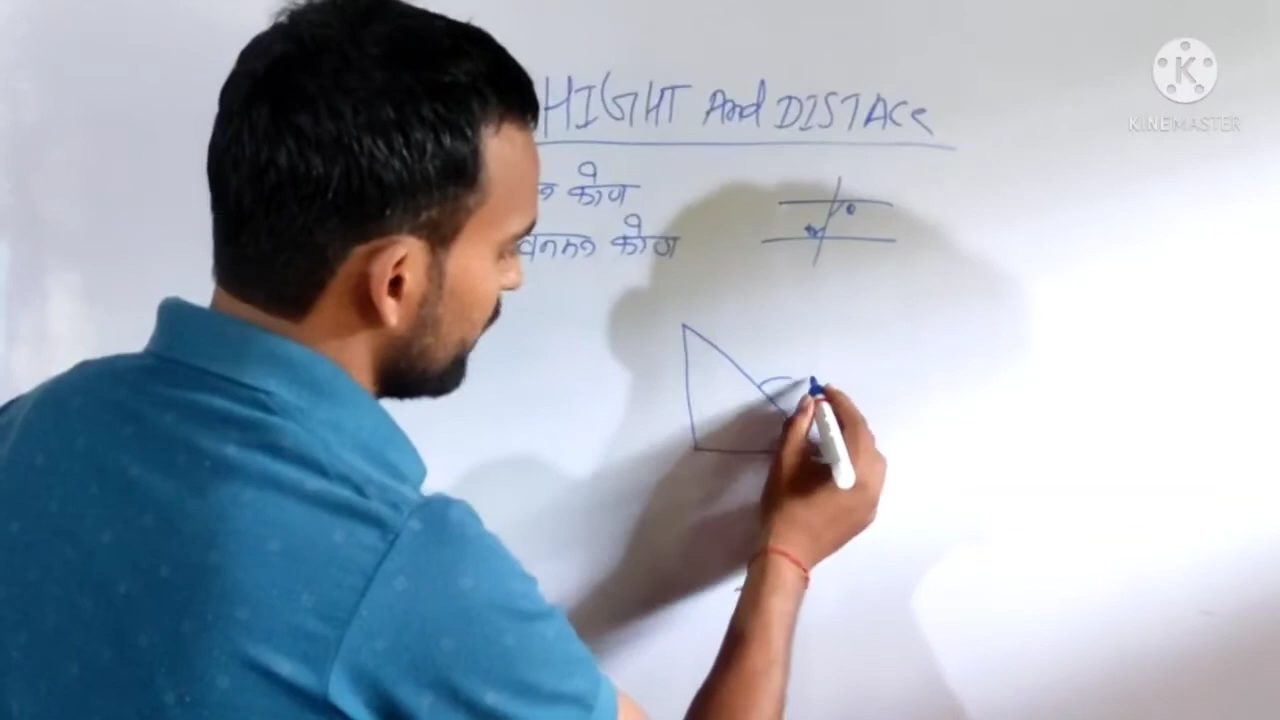 HIGHT And DISTACe
कोण
कोण
KINEMASTER